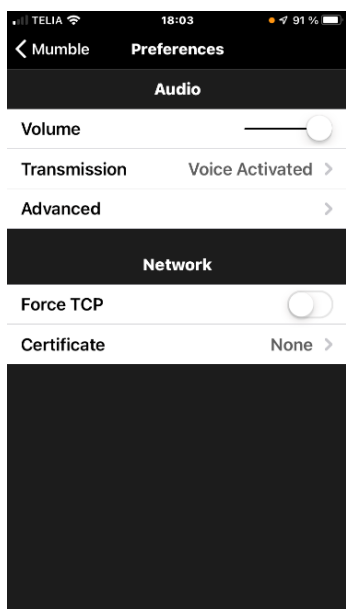 TELIA 18:03 91 %
Mumble Preferences
Audio
Volume
Transmission Voice Activated
Advanced
Network
Force TCP
Certificate None